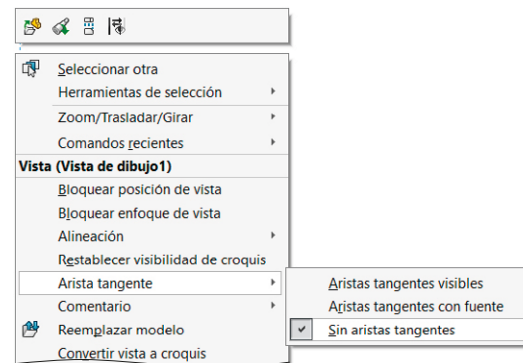 Seleccionar otra
Herramientas de selección
Zoom/Trasladar/Girar
Comandos recientes
Vista (Vista de dibujo1)
Bloquear posición de vista
Bloquear enfoque de vista
Alineación
Restablecer visibilidad de croquis
Arista tangente
Aristas tangentes visibles
Comentario
Aristas tangentes con fuente
Reemplazar modelo
Sin aristas tangentes
Convertir vista a croquis